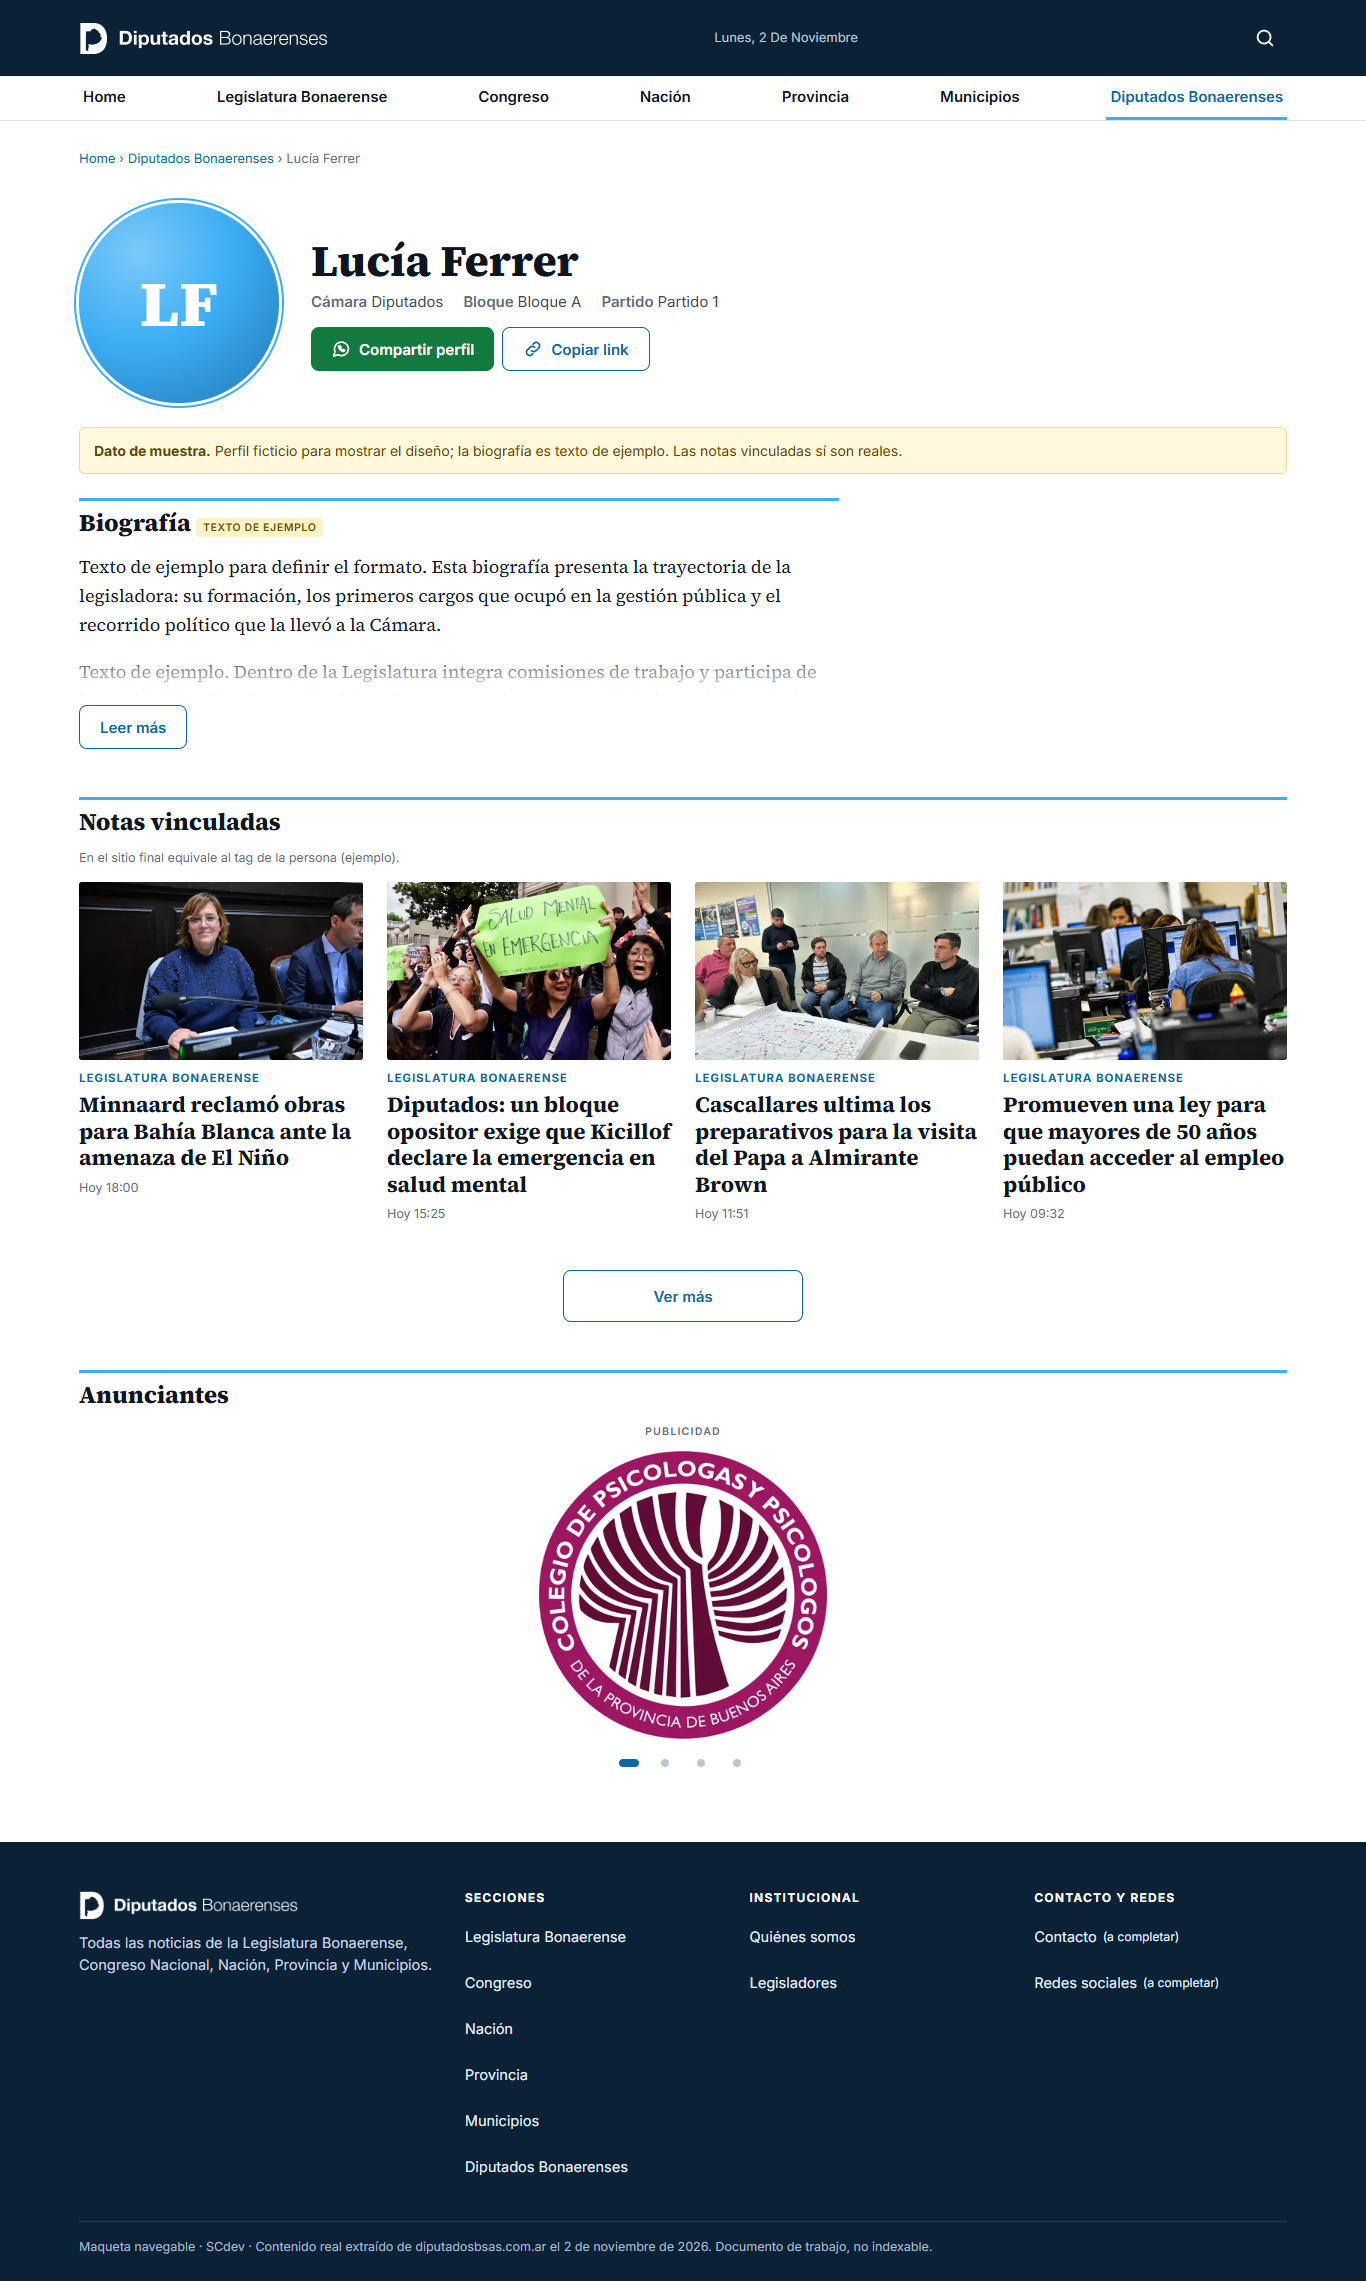 Diputados Bonaerenses
Lunes, 2 De Noviembre
Home
Legislatura Bonaerense
Congreso
Nación
Provincia
Municipios
Diputados Bonaerenses
Home › Diputados Bonaerenses › Lucía Ferrer
LF
Lucía Ferrer
Cámara Diputados Bloque Bloque A Partido Partido 1
Compartir perfil
Copiar link
Dato de muestra. Perfil ficticio para mostrar el diseño; la biografía es texto de ejemplo. Las notas vinculadas sí son reales.
Biografía TEXTO DE EJEMPLO
Texto de ejemplo para definir el formato. Esta biografía presenta la trayectoria de la
legisladora: su formación, los primeros cargos que ocupó en la gestión pública y el
recorrido político que la llevó a la Cámara.
Texto de ejemplo. Dentro de la Legislatura integra comisiones de trabajo y participa de
Leer más
Notas vinculadas
En el sitio final equivale al tag de la persona (ejemplo).
SALUD MENTAL
EN EMERGENCIA
LEGISLATURA BONAERENSE
Minnaard reclamó obras
para Bahía Blanca ante la
amenaza de El Niño
Hoy 18:00
LEGISLATURA BONAERENSE
Diputados: un bloque
opositor exige que Kicillof
declare la emergencia en
salud mental
Hoy 15:25
LEGISLATURA BONAERENSE
Cascallares ultima los
preparativos para la visita
del Papa a Almirante
Brown
Hoy 11:51
LEGISLATURA BONAERENSE
Promueven una ley para
que mayores de 50 años
puedan acceder al empleo
público
Hoy 09:32
Ver más
Anunciantes
PUBLICIDAD
COLEGIO DE PSICOLOGAS Y PSICOLOGOS
DE LA PROVINCIA DE BUENOS AIRES
Diputados Bonaerenses
Todas las noticias de la Legislatura Bonaerense,
Congreso Nacional, Nación, Provincia y Municipios.
SECCIONES
Legislatura Bonaerense
Congreso
Nación
Provincia
Municipios
Diputados Bonaerenses
INSTITUCIONAL
Quiénes somos
Legisladores
CONTACTO Y REDES
Contacto (a completar)
Redes sociales (a completar)
Maqueta navegable · SCdev · Contenido real extraído de diputadosbsas.com.ar el 2 de noviembre de 2026. Documento de trabajo, no indexable.